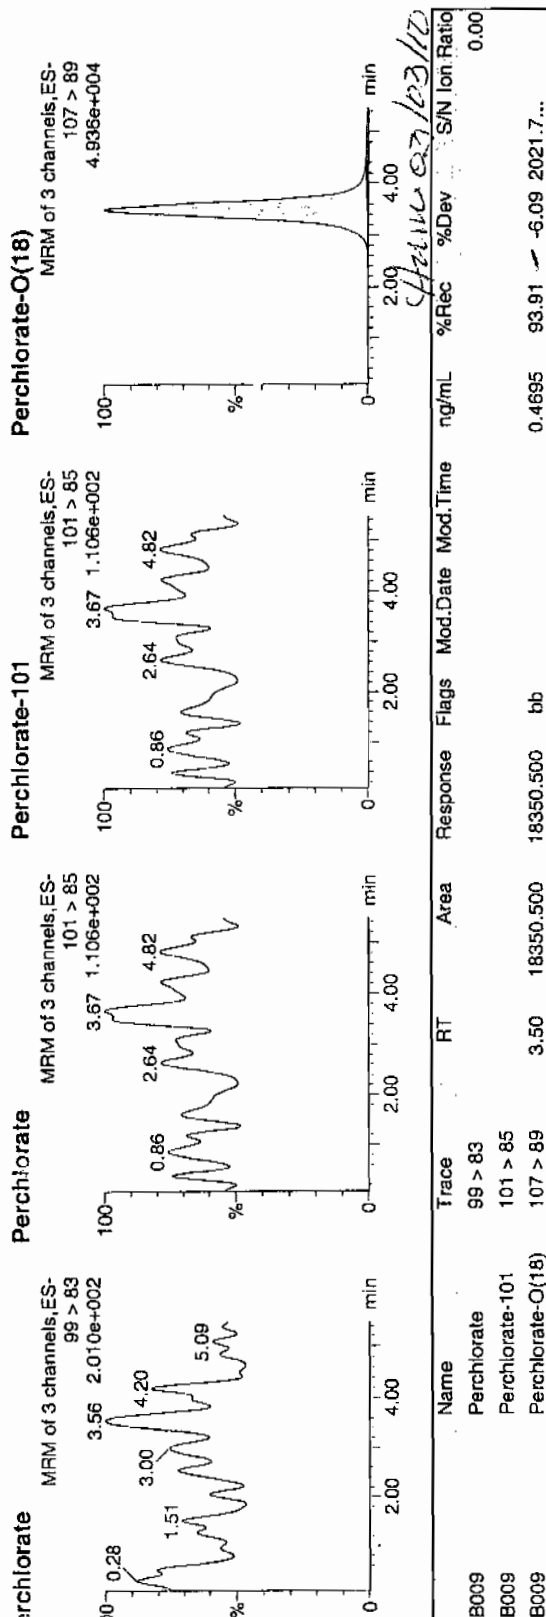 erchlorate
MRM of 3 channels,ES-
99 > 83
2.010e+002
00
%
0.28
1.51
3.00
3.56
4.20
5.09
2.00
4.00
min
Perchlorate
MRM of 3 channels,ES-
101 > 85
1.106e+002
100
%
0
0.86
2.64
3.67
4.82
2.00
4.00
min
Perchlorate-101
MRM of 3 channels,ES-
101 > 85
1.106e+002
100
%
0
0.86
2.64
3.67
4.82
2.00
4.00
min
Perchlorate-O(18)
MRM of 3 channels,ES-
107 > 89
4.936e+004
100
%
0
2.00
4.00
min
03/03/10
Name Trace RT Area Response Flags Mod.Date Mod.Time ng/mL %Rec %Dev S/N Ion Ratio
B009 Perchlorate 99 > 83 0.00
B009 Perchlorate-101 101 > 85
B009 Perchlorate-O(18) 107 > 89 3.50 18350.500 18350.500 bb 0.4695 93.91 -6.09 2021.7...